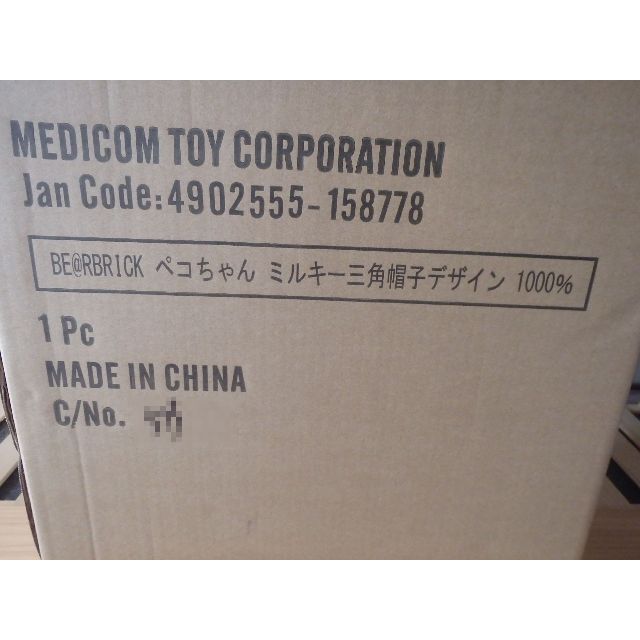 MEDICOM TOY CORPORATION
Jan Code:4902555-158778
BE@RBRICK ペコちゃん ミルキー三角帽子デザイン 1000%
1 Pc
MADE IN CHINA
C/No.